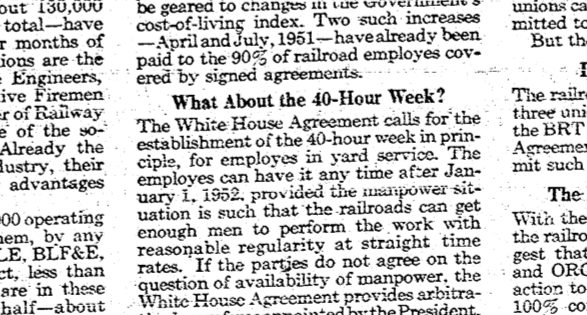 out 130,000
total—have
r months of
ions are the
Engineers,
ive Firemen
er of Railway
e of the so-
Already the
dustry, their
advantages
000 operating
hem, by any
LE, BLF&E,
ct, less than
are in these
half—about
be geared to changes in the Government's
cost-of-living index. Two such increases
—April and July, 1951—have already been
paid to the 90% of railroad employes cov-
ered by signed agreements.
What About the 40-Hour Week?
The White House Agreement calls for the
establishment of the 40-hour week in prin-
ciple, for employes in yard service. The
employes can have it any time after Jan-
uary 1, 1952, provided the manpower sit-
uation is such that the railroads can get
enough men to perform the work with
reasonable regularity at straight time
rates. If the parties do not agree on the
question of availability of manpower, the
White House Agreement provides arbitra-
by the President.
unions ca
mitted to
But the
The railr
three uni
the BRT
Agreemen
mit such
The
With the
the railro
gest that
and ORC
action to
100% co